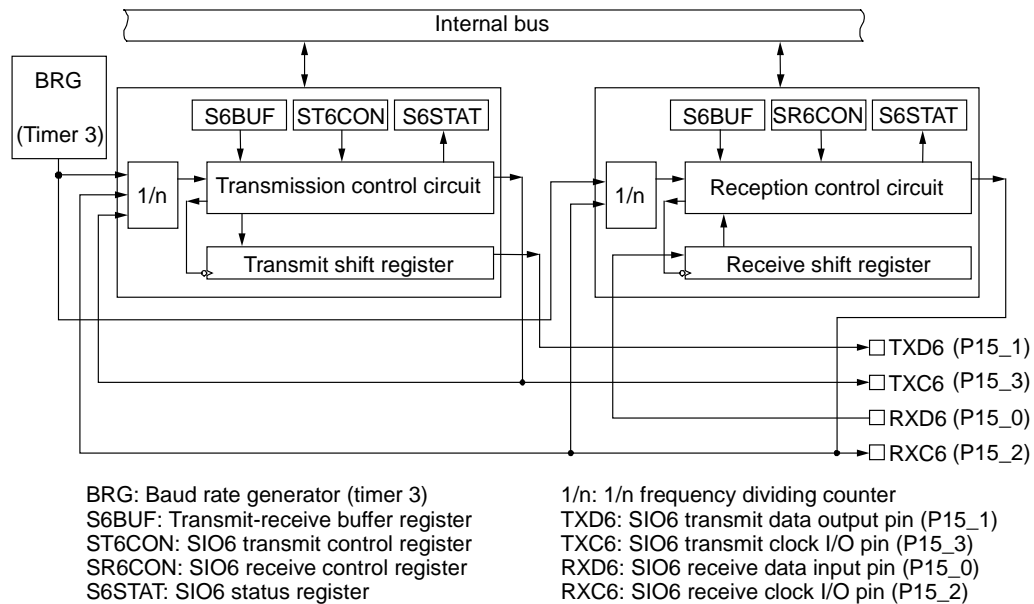 Internal bus
BRG
(Timer 3)
S6BUF ST6CON S6STAT
S6BUF SR6CON S6STAT
1/n
Transmission control circuit
1/n
Reception control circuit
Transmit shift register
Receive shift register
TXD6 (P15_1)
TXC6 (P15_3)
RXD6 (P15_0)
RXC6 (P15_2)
BRG: Baud rate generator (timer 3)
S6BUF: Transmit-receive buffer register
ST6CON: SIO6 transmit control register
SR6CON: SIO6 receive control register
S6STAT: SIO6 status register
1/n: 1/n frequency dividing counter
TXD6: SIO6 transmit data output pin (P15_1)
TXC6: SIO6 transmit clock I/O pin (P15_3)
RXD6: SIO6 receive data input pin (P15_0)
RXC6: SIO6 receive clock I/O pin (P15_2)